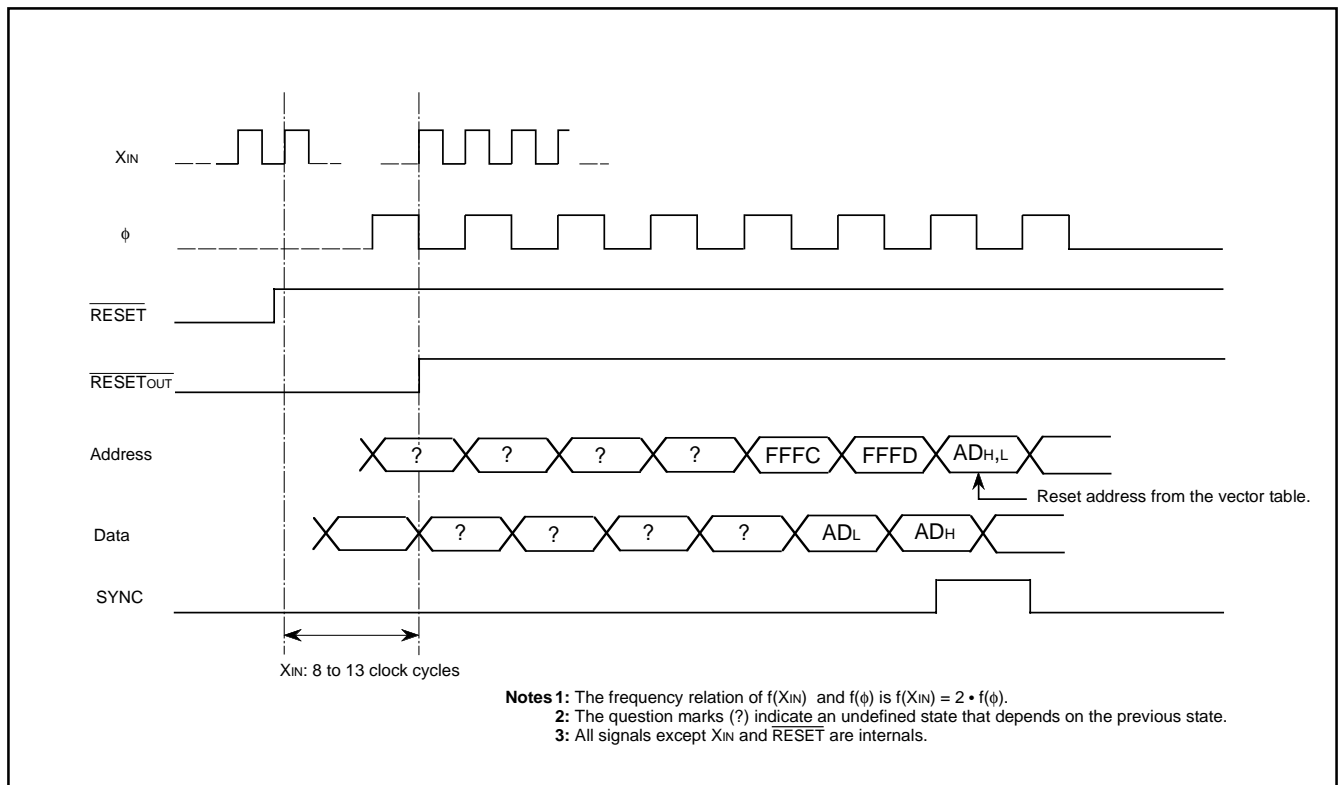 XIN
ϕ
RESET
RESETOUT
Address
? ? ? ? FFFC FFFD ADH,L
Reset address from the vector table.
Data
? ? ? ? ADL ADH
SYNC
XIN: 8 to 13 clock cycles
Notes 1: The frequency relation of f(XIN) and f(ϕ) is f(XIN) = 2 • f(ϕ).
2: The question marks (?) indicate an undefined state that depends on the previous state.
3: All signals except XIN and RESET are internals.